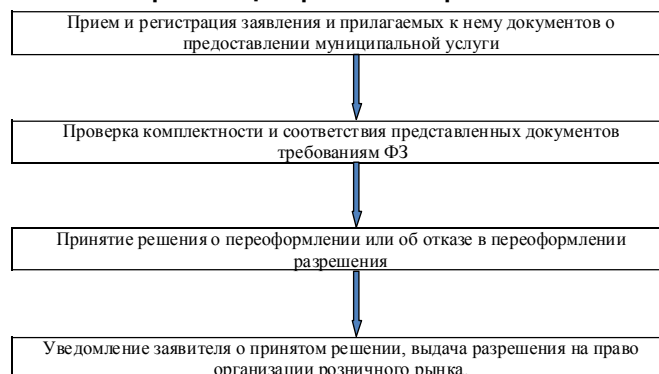 Прием и регистрация заявления и прилагаемых к нему документов о
предоставлении муниципальной услуги
Проверка комплектности и соответствия представленных документов
требованиям ФЗ
Принятие решения о переоформлении или об отказе в переоформлении
разрешения
Уведомление заявителя о принятом решении, выдача разрешения на право
организации розничного рынка.